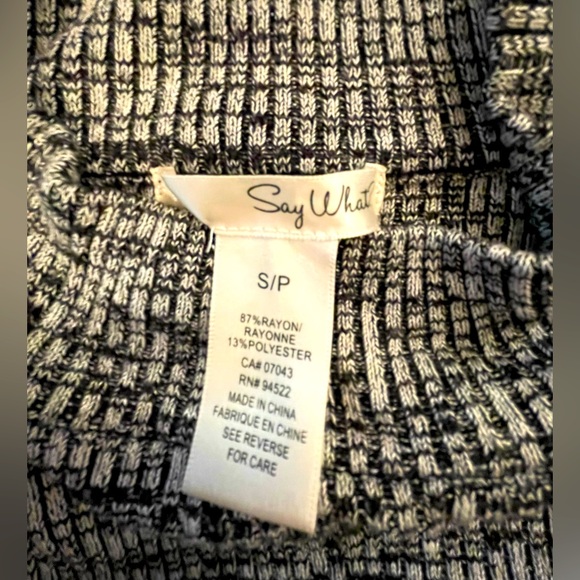 Say What?
S/P
87%RAYON/
RAYONNE
13%POLYESTER
CA# 07043
RN# 94522
MADE IN CHINA
FABRIQUE EN CHINE
SEE REVERSE
FOR CARE